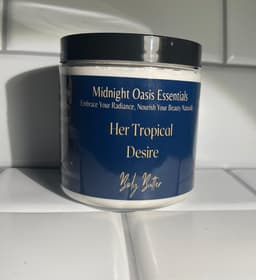 Midnight Oasis Essentials
Embrace Your Radiance, Nourish Your Beauty Naturally
Her Tropical
Desire
Body Butter